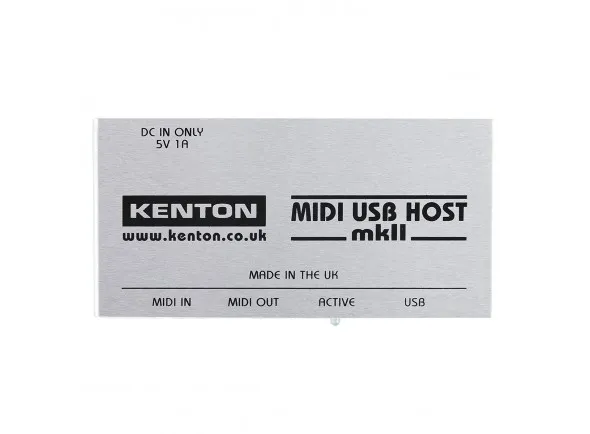 DC IN ONLY
5V 1A
KENTON
www.kenton.co.uk
MIDI USB HOST
mkII
MADE IN THE UK
MIDI IN MIDI OUT ACTIVE USB